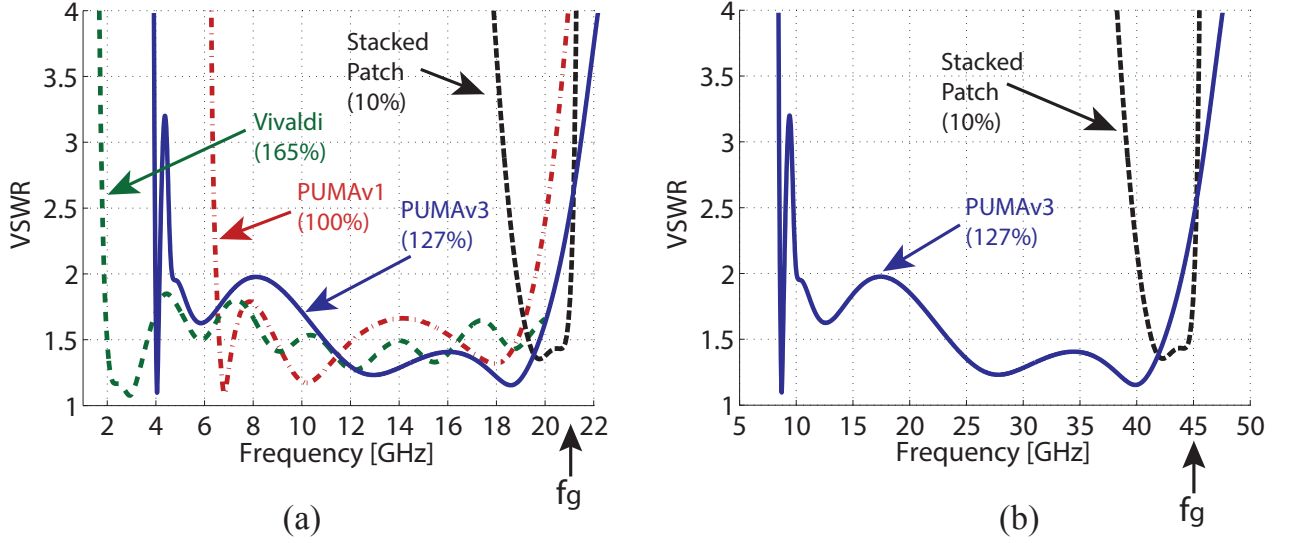 4
3.5
3
2.5
2
1.5
1
VSWR
Stacked
Patch
(10%)
Vivaldi
(165%)
PUMAv1
(100%)
PUMAv3
(127%)
2 4 6 8 10 12 14 16 18 20 22
Frequency [GHz]
fg
(a)
4
3.5
3
2.5
2
1.5
1
VSWR
Stacked
Patch
(10%)
PUMAv3
(127%)
5 10 15 20 25 30 35 40 45 50
Frequency [GHz]
fg
(b)